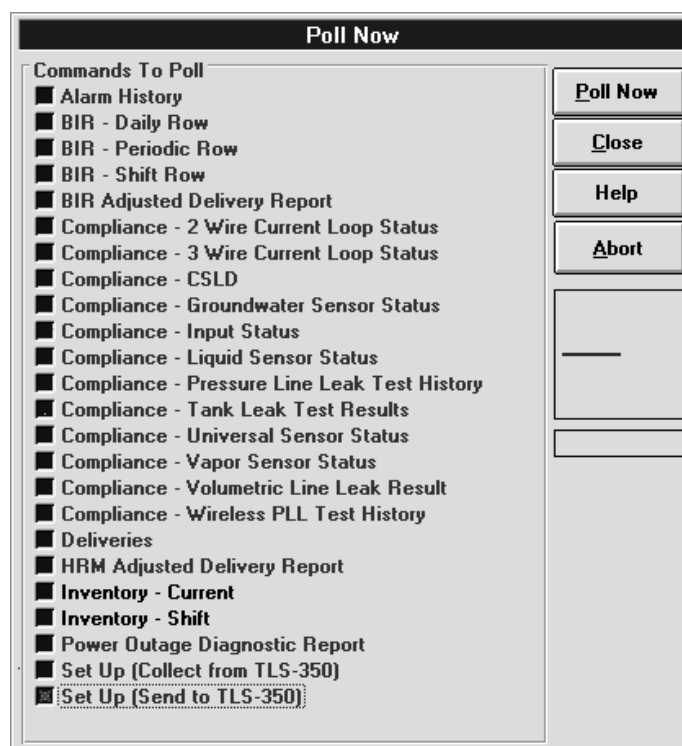 Poll Now
Commands To Poll
Alarm History
BIR - Daily Row
BIR - Periodic Row
BIR - Shift Row
BIR Adjusted Delivery Report
Compliance - 2 Wire Current Loop Status
Compliance - 3 Wire Current Loop Status
Compliance - CSLD
Compliance - Groundwater Sensor Status
Compliance - Input Status
Compliance - Liquid Sensor Status
Compliance - Pressure Line Leak Test History
Compliance - Tank Leak Test Results
Compliance - Universal Sensor Status
Compliance - Vapor Sensor Status
Compliance - Volumetric Line Leak Result
Compliance - Wireless PLL Test History
Deliveries
HRM Adjusted Delivery Report
Inventory - Current
Inventory - Shift
Power Outage Diagnostic Report
Set Up (Collect from TLS-350)
Set Up (Send to TLS-350)
Poll Now
Close
Help
Abort